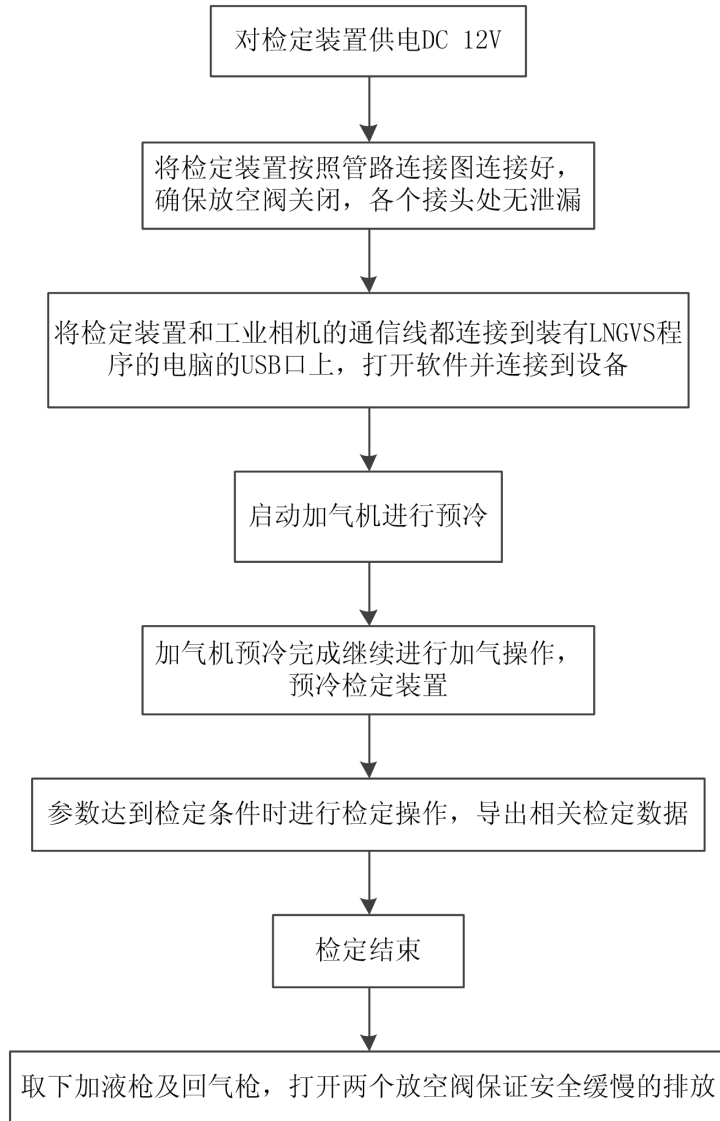 对检定装置供电DC 12V
将检定装置按照管路连接图连接好，
确保放空阀关闭，各个接头处无泄漏
将检定装置和工业相机的通信线都连接到装有LNGVS程
序的电脑的USB口上，打开软件并连接到设备
启动加气机进行预冷
加气机预冷完成继续进行加气操作，
预冷检定装置
参数达到检定条件时进行检定操作，导出相关检定数据
检定结束
取下加液枪及回气枪，打开两个放空阀保证安全缓慢的排放